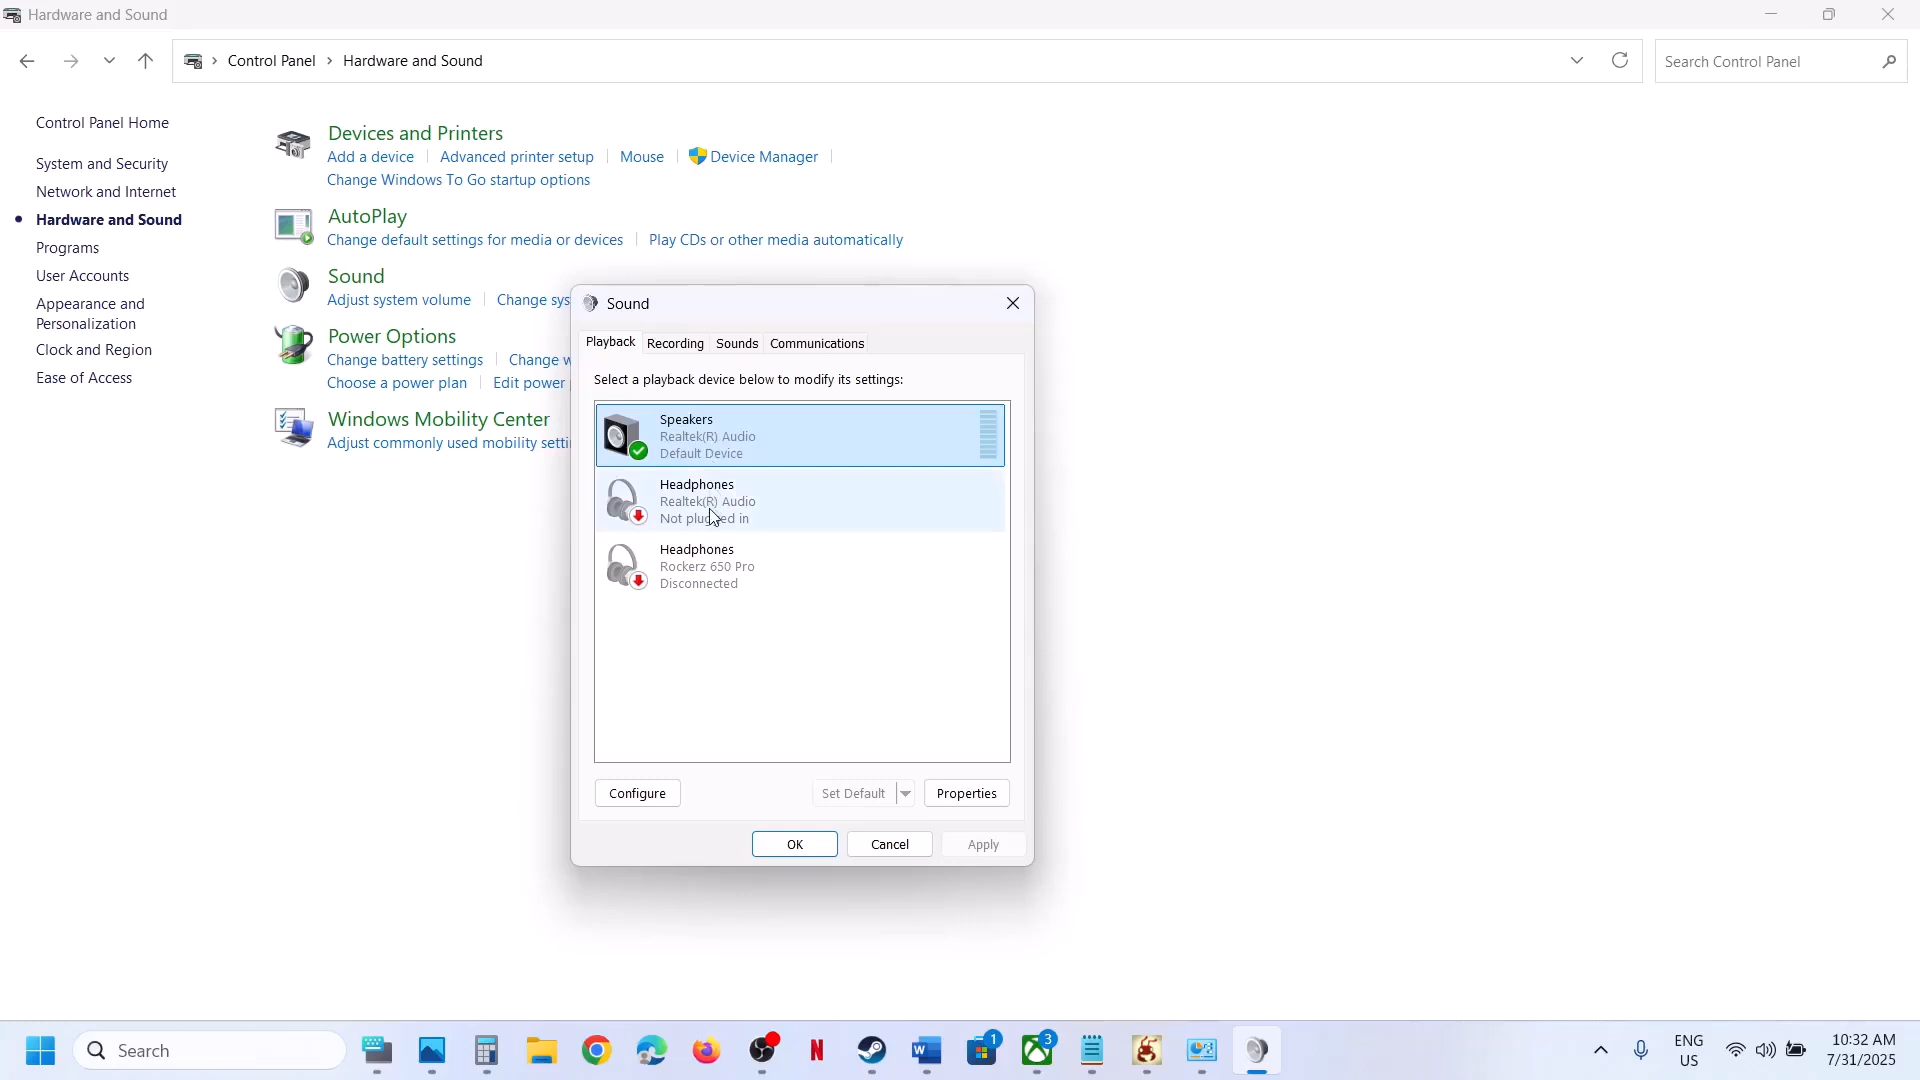 Hardware and Sound
Control Panel > Hardware and Sound
Search Control Panel
Control Panel Home
System and Security
Network and Internet
Hardware and Sound
Programs
User Accounts
Appearance and
Personalization
Clock and Region
Ease of Access
Devices and Printers
Add a device
Advanced printer setup
Mouse
Device Manager
Change Windows To Go startup options
AutoPlay
Change default settings for media or devices
Play CDs or other media automatically
Sound
Adjust system volume
Change sys
Power Options
Change battery settings
Change w
Choose a power plan
Edit power
Windows Mobility Center
Adjust commonly used mobility setti
Sound
Playback
Recording
Sounds
Communications
Select a playback device below to modify its settings:
Speakers
Realtek(R) Audio
Default Device
Headphones
Realtek(R) Audio
Not plugged in
Headphones
Rockerz 650 Pro
Disconnected
Configure
Set Default
Properties
OK
Cancel
Apply
Search
N
W
1
3
ENG
US
10:32 AM
7/31/2025